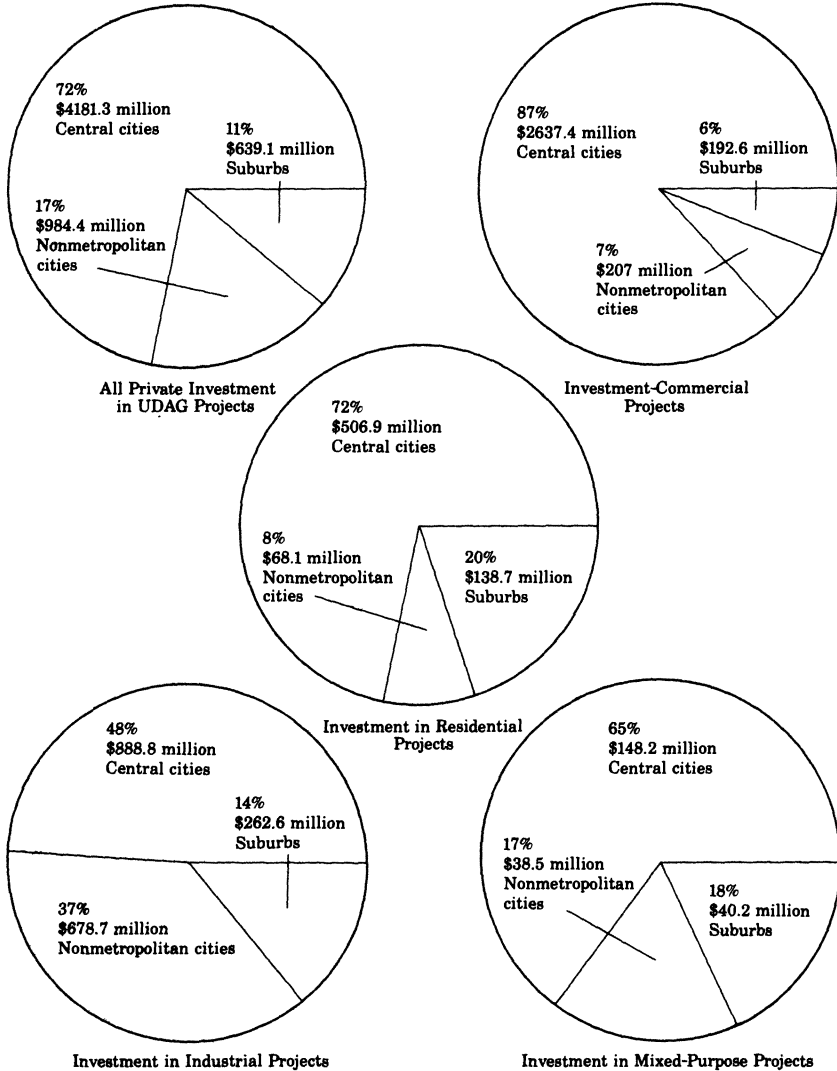 72%
$4181.3 million
Central cities
11%
$639.1 million
Suburbs
17%
$984.4 million
Nonmetropolitan
cities
All Private Investment
in UDAG Projects
87%
$2637.4 million
Central cities
6%
$192.6 million
Suburbs
7%
$207 million
Nonmetropolitan
cities
Investment-Commercial
Projects
72%
$506.9 million
Central cities
8%
$68.1 million
Nonmetropolitan
cities
20%
$138.7 million
Suburbs
Investment in Residential
Projects
48%
$888.8 million
Central cities
14%
$262.6 million
Suburbs
37%
$678.7 million
Nonmetropolitan cities
Investment in Industrial Projects
65%
$148.2 million
Central cities
17%
$38.5 million
Nonmetropolitan
cities
18%
$40.2 million
Suburbs
Investment in Mixed-Purpose Projects